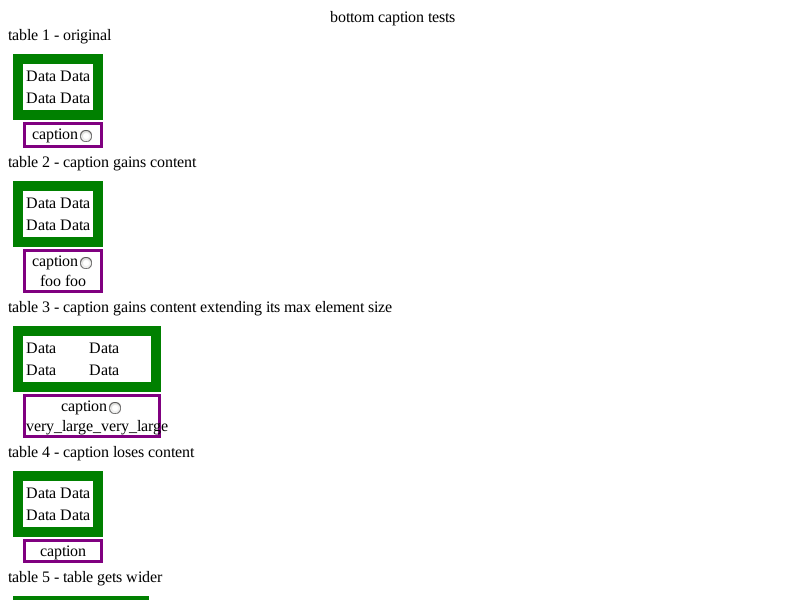 bottom caption tests
table 1 - original
Data Data
Data Data
caption
table 2 - caption gains content
Data Data
Data Data
caption
foo foo
table 3 - caption gains content extending its max element size
Data Data
Data Data
caption
very_large_very_large
table 4 - caption loses content
Data Data
Data Data
caption
table 5 - table gets wider